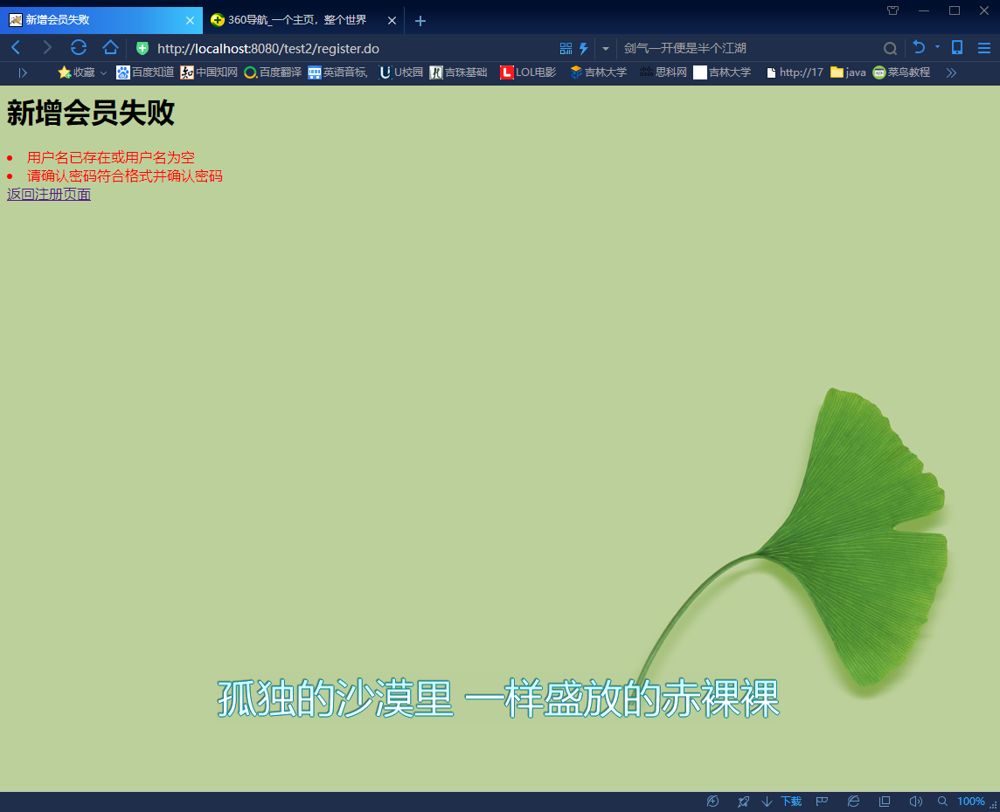 新增会员失败
360导航_一个主页，整个世界
http://localhost:8080/test2/register.do
剑气一开便是半个江湖
收藏 百度知道 中国知网 百度翻译 英语音标, U校园 吉珠基础 LOL电影 吉林大学 思科网 吉林大学 http://17 java 菜鸟教程
新增会员失败
用户名已存在或用户名为空
请确认密码符合格式并确认密码
返回注册页面
孤独的沙漠里 一样盛放的赤裸裸
下载 100%